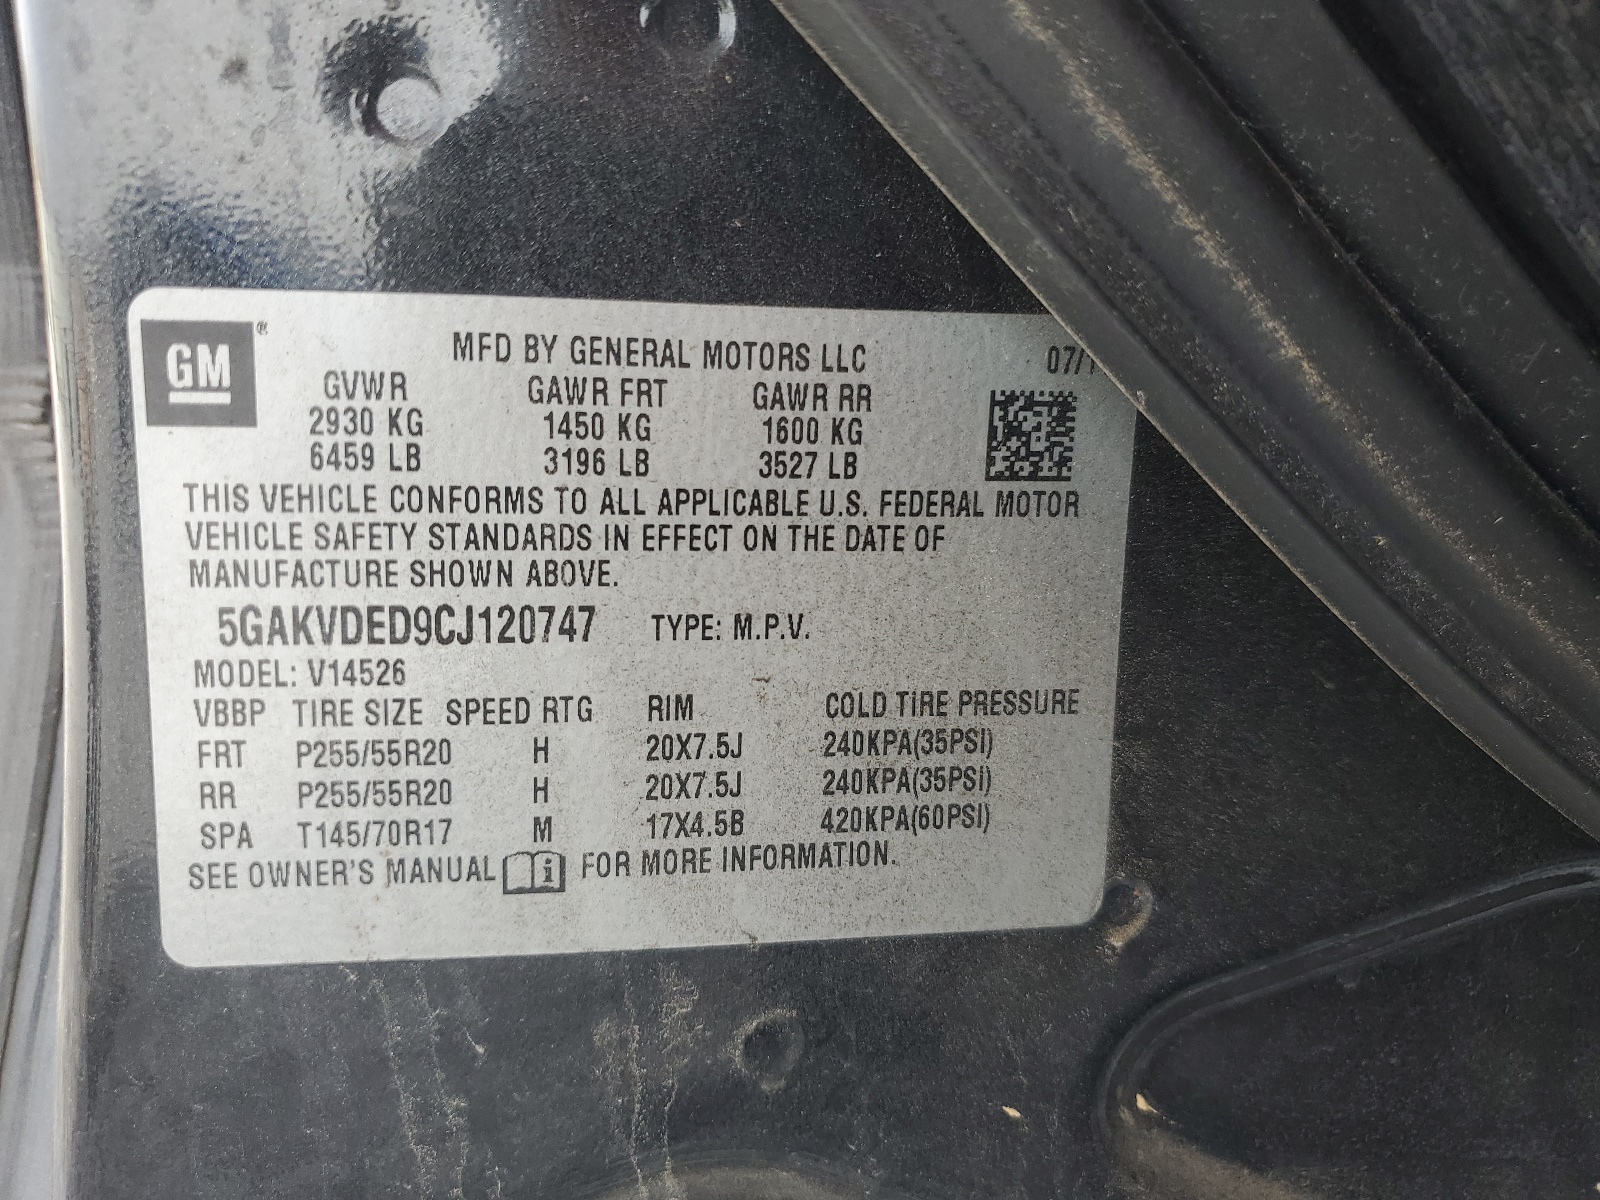 GM®
MFD BY GENERAL MOTORS LLC 07/1
GVWR GAWR FRT GAWR RR
2930 KG 1450 KG 1600 KG
6459 LB 3196 LB 3527 LB
THIS VEHICLE CONFORMS TO ALL APPLICABLE U.S. FEDERAL MOTOR
VEHICLE SAFETY STANDARDS IN EFFECT ON THE DATE OF
MANUFACTURE SHOWN ABOVE.
5GAKVDED9CJ120747 TYPE: M.P.V.
MODEL: V14526
VBBP TIRE SIZE SPEED RTG RIM COLD TIRE PRESSURE
FRT P255/55R20 H 20X7.5J 240KPA(35PSI)
RR P255/55R20 H 20X7.5J 240KPA(35PSI)
SPA T145/70R17 M 17X4.5B 420KPA(60PSI)
SEE OWNER'S MANUAL i FOR MORE INFORMATION.